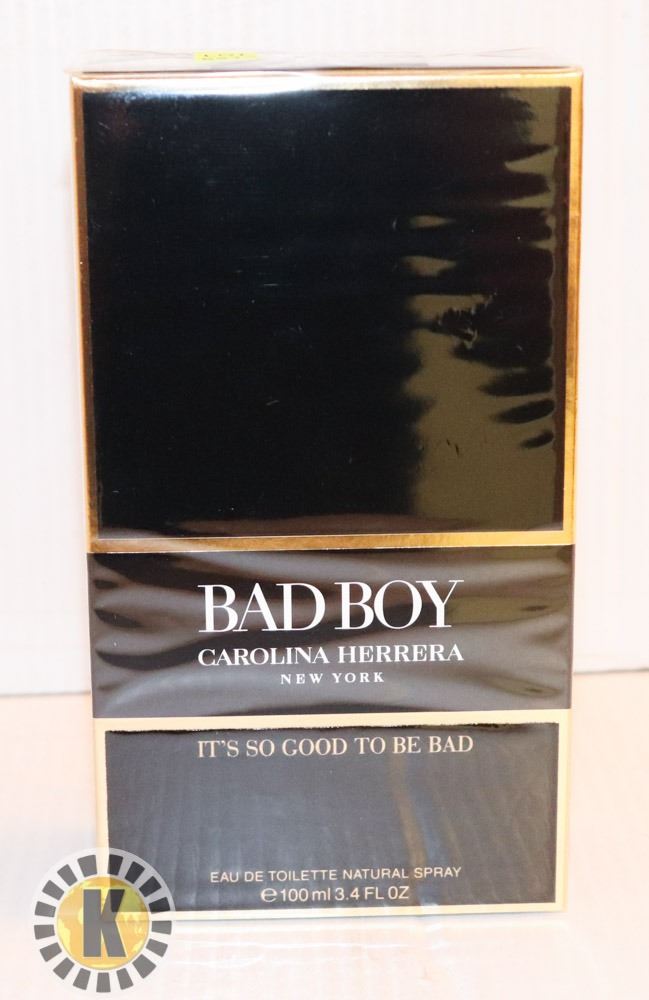 BAD BOY
CAROLINA HERRERA
NEW YORK
IT'S SO GOOD TO BE BAD
EAU DE TOILETTE NATURAL SPRAY
℮100 ml 3.4 FL OZ
K